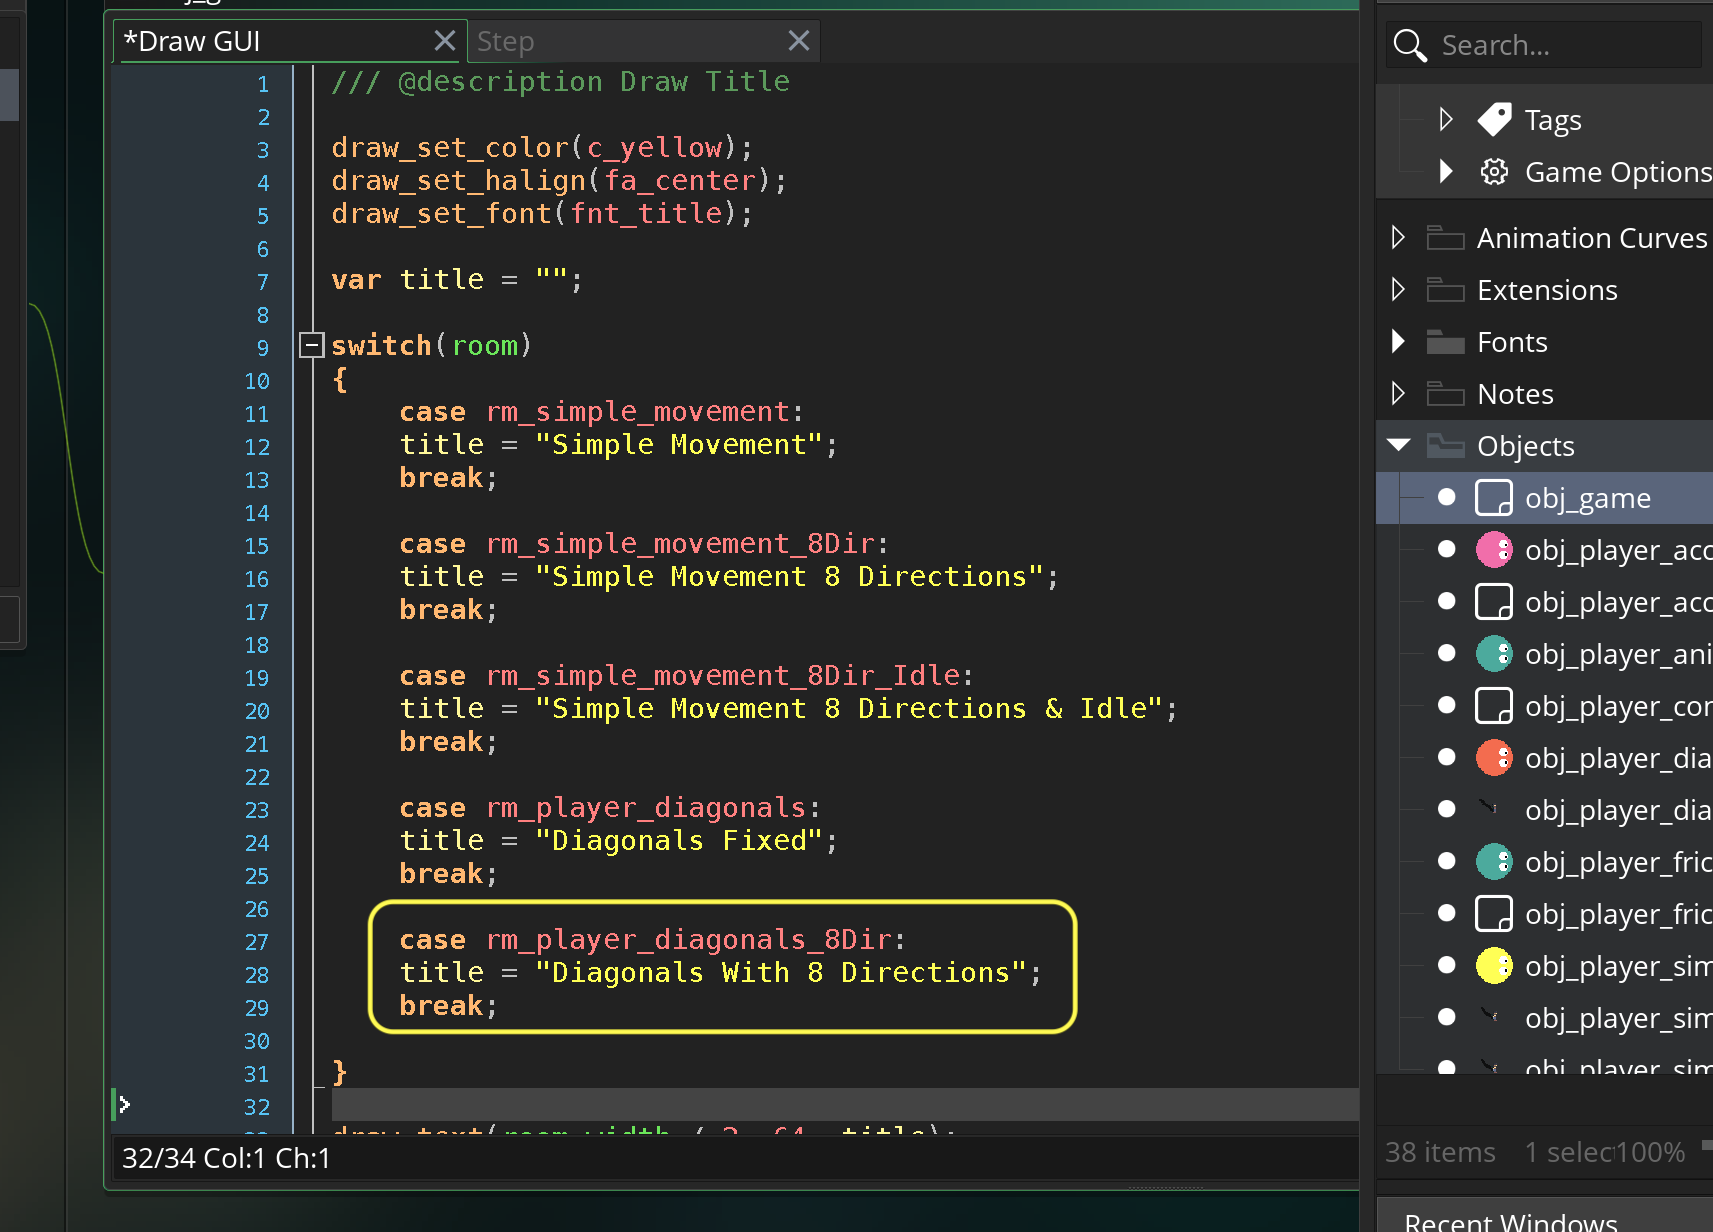 *Draw GUI
Step
1 /// @description Draw Title
2
3 draw_set_color(c_yellow);
4 draw_set_halign(fa_center);
5 draw_set_font(fnt_title);
6
7 var title = "";
8
9 switch(room)
10 {
11 case rm_simple_movement:
12 title = "Simple Movement";
13 break;
14
15 case rm_simple_movement_8Dir:
16 title = "Simple Movement 8 Directions";
17 break;
18
19 case rm_simple_movement_8Dir_Idle:
20 title = "Simple Movement 8 Directions & Idle";
21 break;
22
23 case rm_player_diagonals:
24 title = "Diagonals Fixed";
25 break;
26
27 case rm_player_diagonals_8Dir:
28 title = "Diagonals With 8 Directions";
29 break;
30
31 }
32
draw_text(room_width / 2, 64, title);
32/34 Col:1 Ch:1
Search...
Tags
Game Options
Animation Curves
Extensions
Fonts
Notes
Objects
obj_game
obj_player_acc
obj_player_acc
obj_player_ani
obj_player_cor
obj_player_dia
obj_player_dia
obj_player_fric
obj_player_fric
obj_player_sim
obj_player_sim
obj_player_sim
38 items 1 selec 100%
Recent Windows